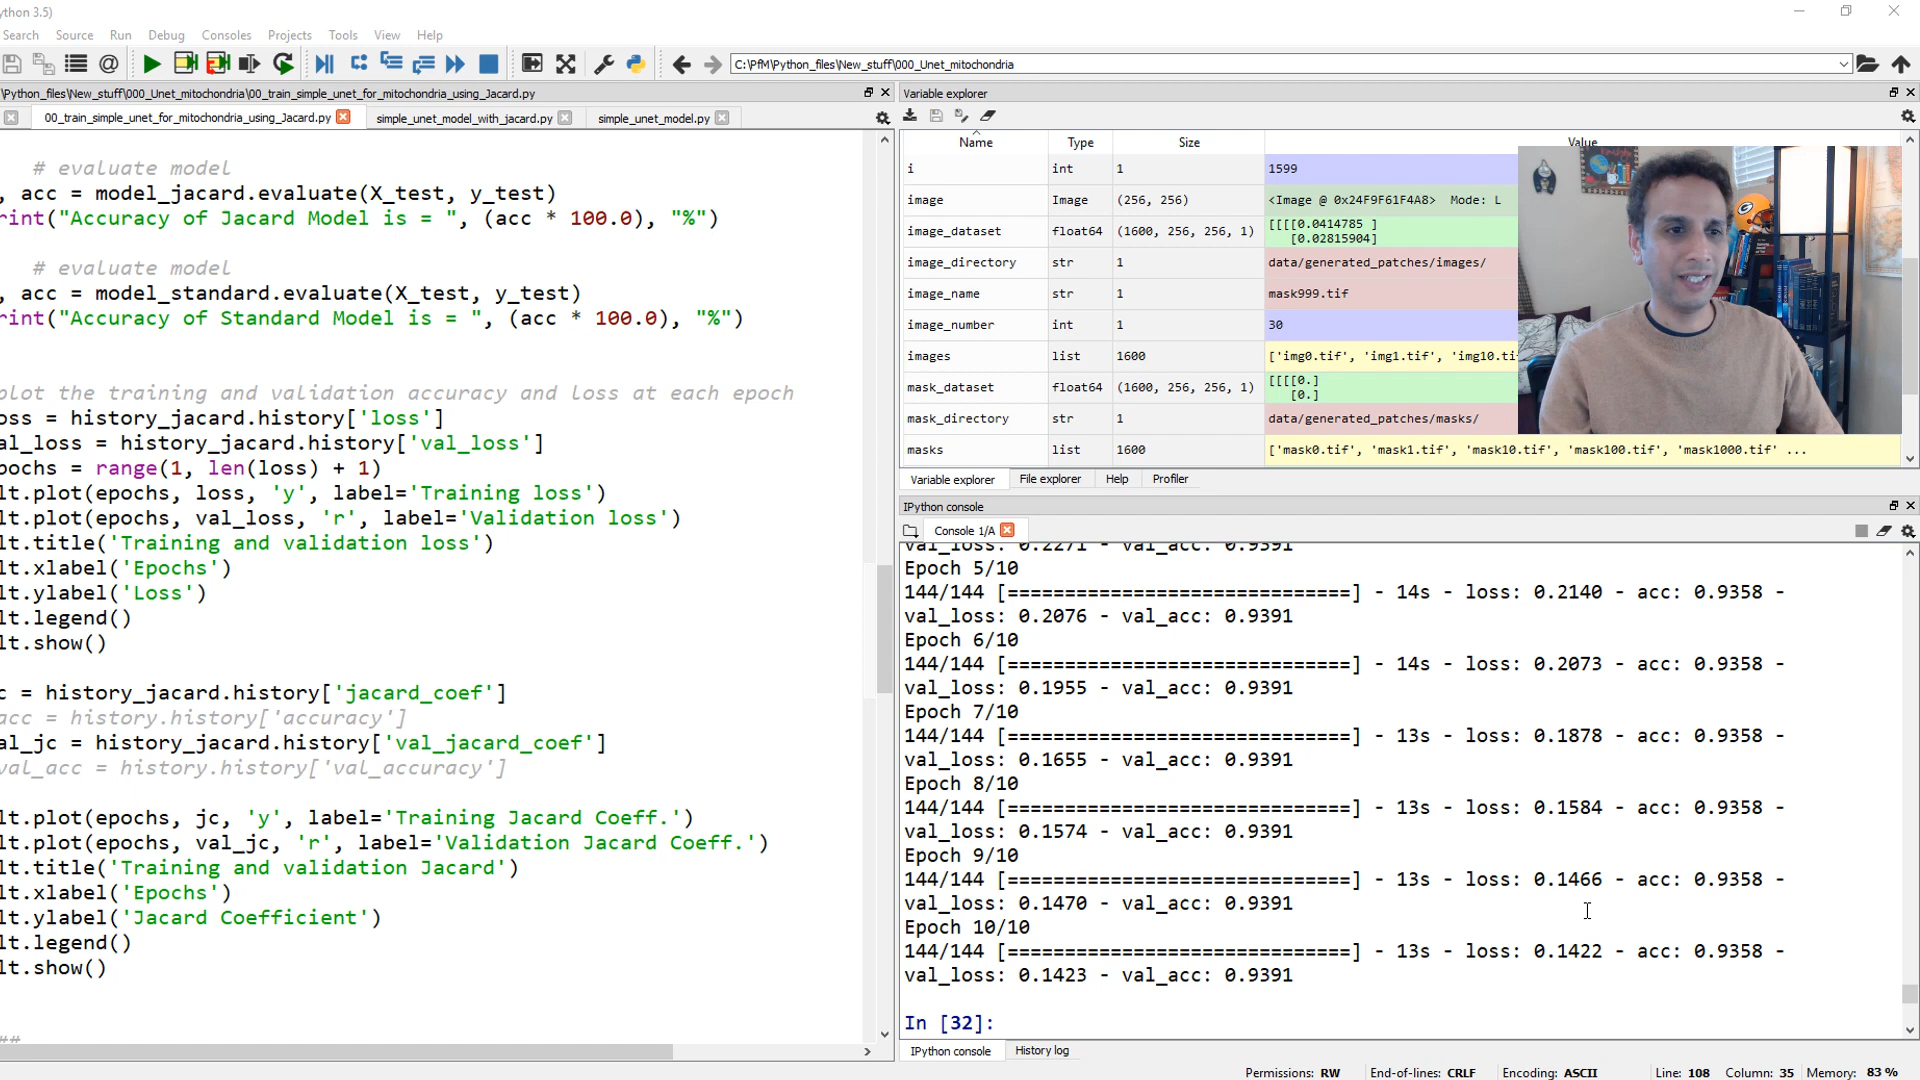 ython 3.5)
Search Source Run Debug Consoles Projects Tools View Help
C:\PfM\Python_files\New_stuff\000_Unet_mitochondria
\Python_files\New_stuff\000_Unet_mitochondria\00_train_simple_unet_for_mitochondria_using_Jacard.py
00_train_simple_unet_for_mitochondria_using_Jacard.py simple_unet_model_with_jacard.py simple_unet_model.py
# evaluate model
, acc = model_jacard.evaluate(X_test, y_test)
rint("Accuracy of Jacard Model is = ", (acc * 100.0), "%")
# evaluate model
, acc = model_standard.evaluate(X_test, y_test)
rint("Accuracy of Standard Model is = ", (acc * 100.0), "%")
plot the training and validation accuracy and loss at each epoch
oss = history_jacard.history['loss']
al_loss = history_jacard.history['val_loss']
pochs = range(1, len(loss) + 1)
lt.plot(epochs, loss, 'y', label='Training loss')
lt.plot(epochs, val_loss, 'r', label='Validation loss')
lt.title('Training and validation loss')
lt.xlabel('Epochs')
lt.ylabel('Loss')
lt.legend()
lt.show()
c = history_jacard.history['jacard_coef']
acc = history.history['accuracy']
al_jc = history_jacard.history['val_jacard_coef']
val_acc = history.history['val_accuracy']
lt.plot(epochs, jc, 'y', label='Training Jacard Coeff.')
lt.plot(epochs, val_jc, 'r', label='Validation Jacard Coeff.')
lt.title('Training and validation Jacard')
lt.xlabel('Epochs')
lt.ylabel('Jacard Coefficient')
lt.legend()
lt.show()
##
Variable explorer
Name Type Size Value
i int 1 1599
image Image (256, 256) <Image @ 0x24F9F61F4A8> Mode: L
image_dataset float64 (1600, 256, 256, 1) [[[[0.0414785 ]
[0.02815904]
image_directory str 1 data/generated_patches/images/
image_name str 1 mask999.tif
image_number int 1 30
images list 1600 ['img0.tif', 'img1.tif', 'img10.ti
mask_dataset float64 (1600, 256, 256, 1) [[[[0.]
[0.]
mask_directory str 1 data/generated_patches/masks/
masks list 1600 ['mask0.tif', 'mask1.tif', 'mask10.tif', 'mask100.tif', 'mask1000.tif' ...
Variable explorer File explorer Help Profiler
IPython console
Console 1/A
val_loss: 0.2271 - val_acc: 0.9391
Epoch 5/10
144/144 [==============================] - 14s - loss: 0.2140 - acc: 0.9358 -
val_loss: 0.2076 - val_acc: 0.9391
Epoch 6/10
144/144 [==============================] - 14s - loss: 0.2073 - acc: 0.9358 -
val_loss: 0.1955 - val_acc: 0.9391
Epoch 7/10
144/144 [==============================] - 13s - loss: 0.1878 - acc: 0.9358 -
val_loss: 0.1655 - val_acc: 0.9391
Epoch 8/10
144/144 [==============================] - 13s - loss: 0.1584 - acc: 0.9358 -
val_loss: 0.1574 - val_acc: 0.9391
Epoch 9/10
144/144 [==============================] - 13s - loss: 0.1466 - acc: 0.9358 -
val_loss: 0.1470 - val_acc: 0.9391
Epoch 10/10
144/144 [==============================] - 13s - loss: 0.1422 - acc: 0.9358 -
val_loss: 0.1423 - val_acc: 0.9391
In [32]:
IPython console History log
Permissions: RW End-of-lines: CRLF Encoding: ASCII Line: 108 Column: 35 Memory: 83 %